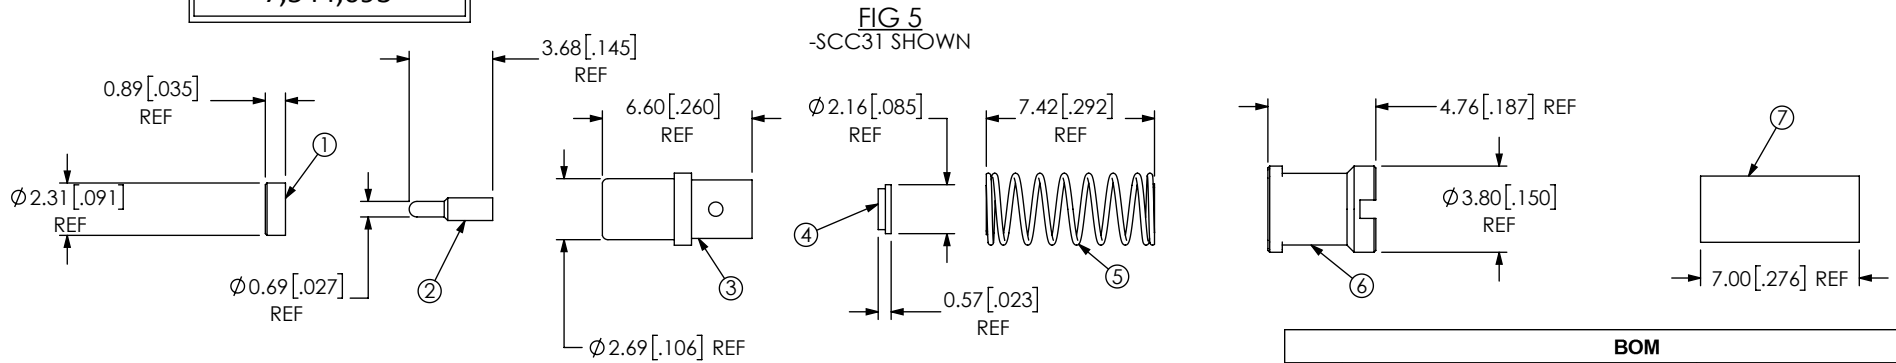 FIG 5
-SCC31 SHOWN
3.68[.145]
REF
0.89[.035]
REF
6.60[.260]
REF
Ø2.16[.085]
REF
7.42[.292]
REF
4.76[.187] REF
7
1
Ø2.31[.091]
REF
Ø3.80[.150]
REF
4
5
Ø0.69[.027]
REF
2
3
6
7.00[.276] REF
0.57[.023]
REF
Ø2.69[.106] REF
BOM